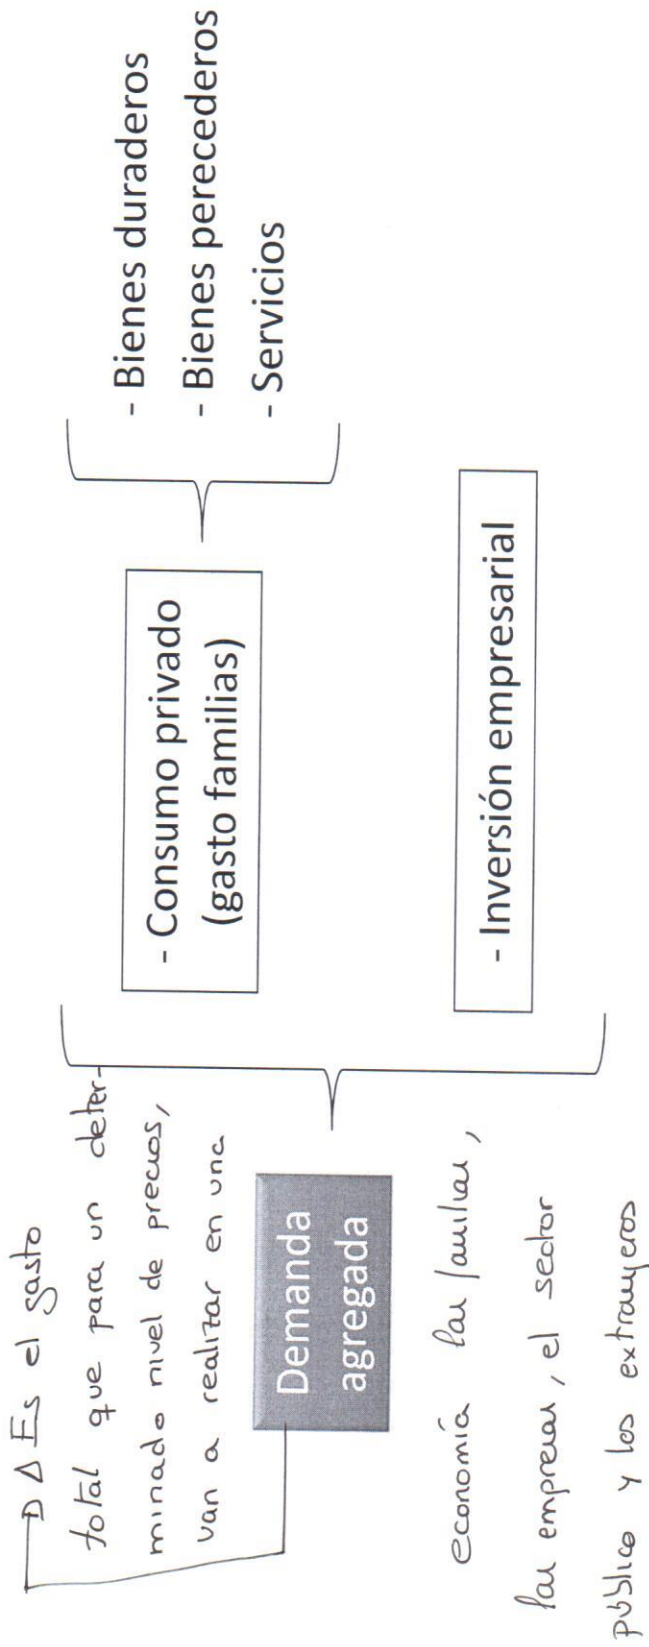 DA Es el gasto
total que para un deter-
minado nivel de precios,
van a realizar en una
Demanda
agregada
economía las familias,
las empresas, el sector
público y los extranjeros
- Consumo privado
(gasto familias)
- Bienes duraderos
- Bienes perecederos
- Servicios
- Inversión empresarial